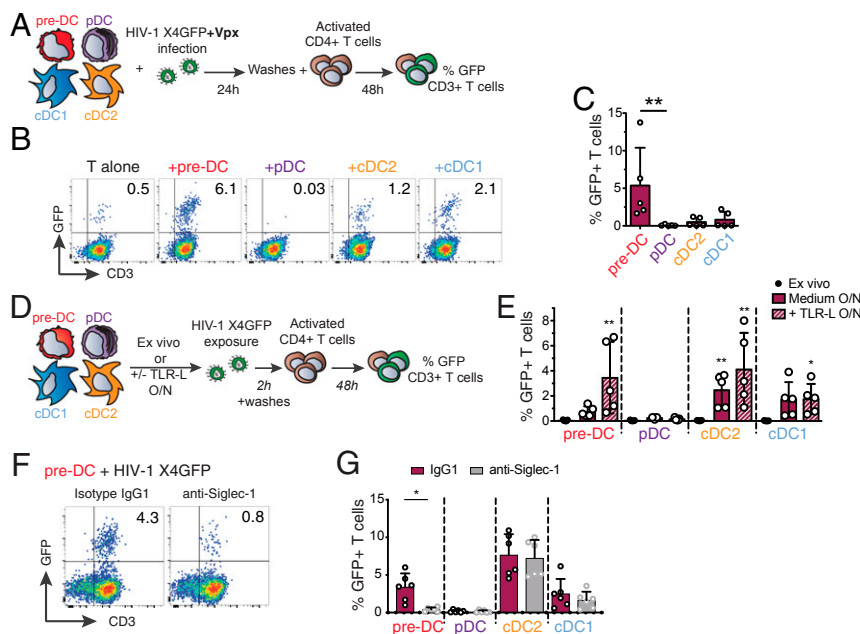 A
pre-DC
pDC
cDC1
cDC2
+
HIV-1 X4GFP+Vpx
infection
24h
Washes +
Activated
CD4+ T cells
48h
% GFP
CD3+ T cells
B
T alone
+pre-DC
+pDC
+cDC2
+cDC1
0.5
6.1
0.03
1.2
2.1
GFP
CD3
C
**
% GFP+ T cells
15
10
5
0
pre-DC
pDC
cDC2
cDC1
D
pre-DC
pDC
cDC1
cDC2
Ex vivo
or
+/- TLR-L
O/N
HIV-1 X4GFP
exposure
2h
+washes
Activated
CD4+ T cells
48h
% GFP
CD3+ T cells
E
Ex vivo
Medium O/N
+ TLR-L O/N
% GFP+ T cells
8
6
4
2
0
**
**
**
*
pre-DC
pDC
cDC2
cDC1
F
pre-DC + HIV-1 X4GFP
Isotype IgG1
anti-Siglec-1
4.3
0.8
GFP
CD3
G
IgG1
anti-Siglec-1
% GFP+ T cells
15
10
5
0
*
pre-DC
pDC
cDC2
cDC1